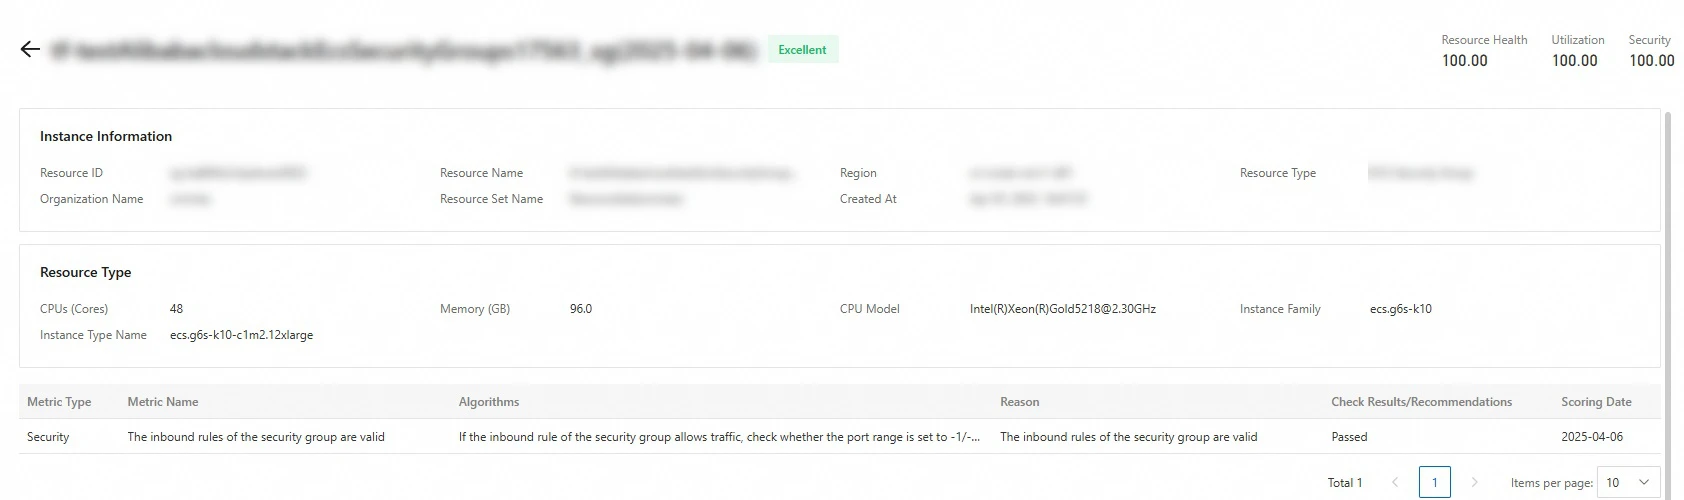 Excellent
Resource Health Utilization Security
100.00 100.00 100.00
Instance Information
Resource ID Resource Name Region Resource Type
Organization Name Resource Set Name Created At
Resource Type
CPUs (Cores) 48 Memory (GB) 96.0 CPU Model Intel(R)Xeon(R)Gold5218@2.30GHz Instance Family ecs.g6s-k10
Instance Type Name ecs.g6s-k10-c1m2.12xlarge
Metric Type Metric Name Algorithms Reason Check Results/Recommendations Scoring Date
Security The inbound rules of the security group are valid If the inbound rule of the security group allows traffic, check whether the port range is set to -1/-... The inbound rules of the security group are valid Passed 2025-04-06
Total 1 1 Items per page: 10